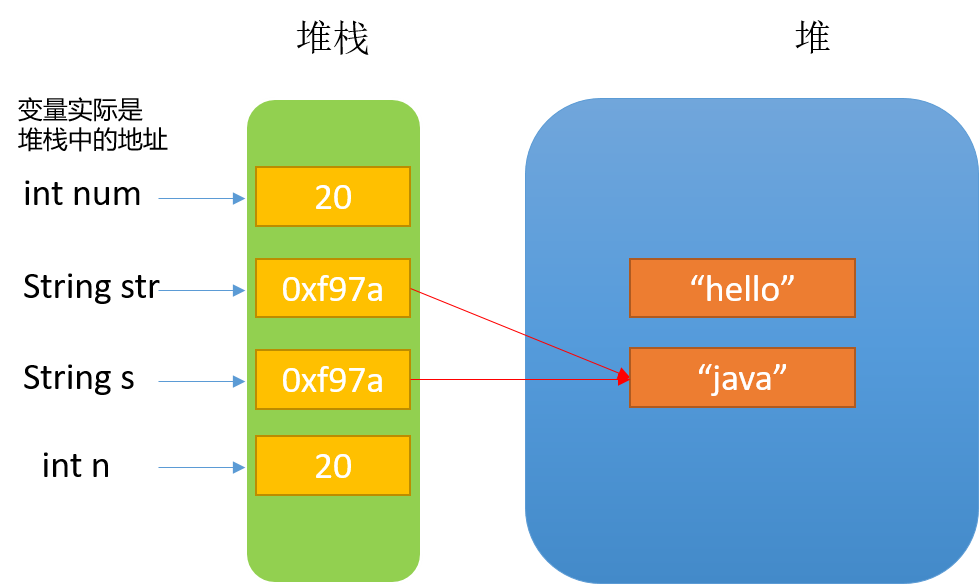 堆栈
堆
变量实际是
堆栈中的地址
int num
20
String str
0xf97a
“hello”
String s
0xf97a
“java”
int n
20